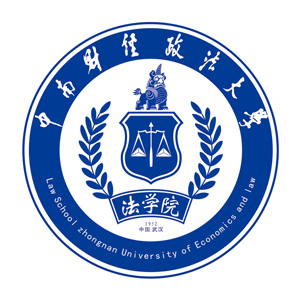 中南财经政法大学
法学院
1912
中国 武汉
Law School zhongnan University of Economics and law